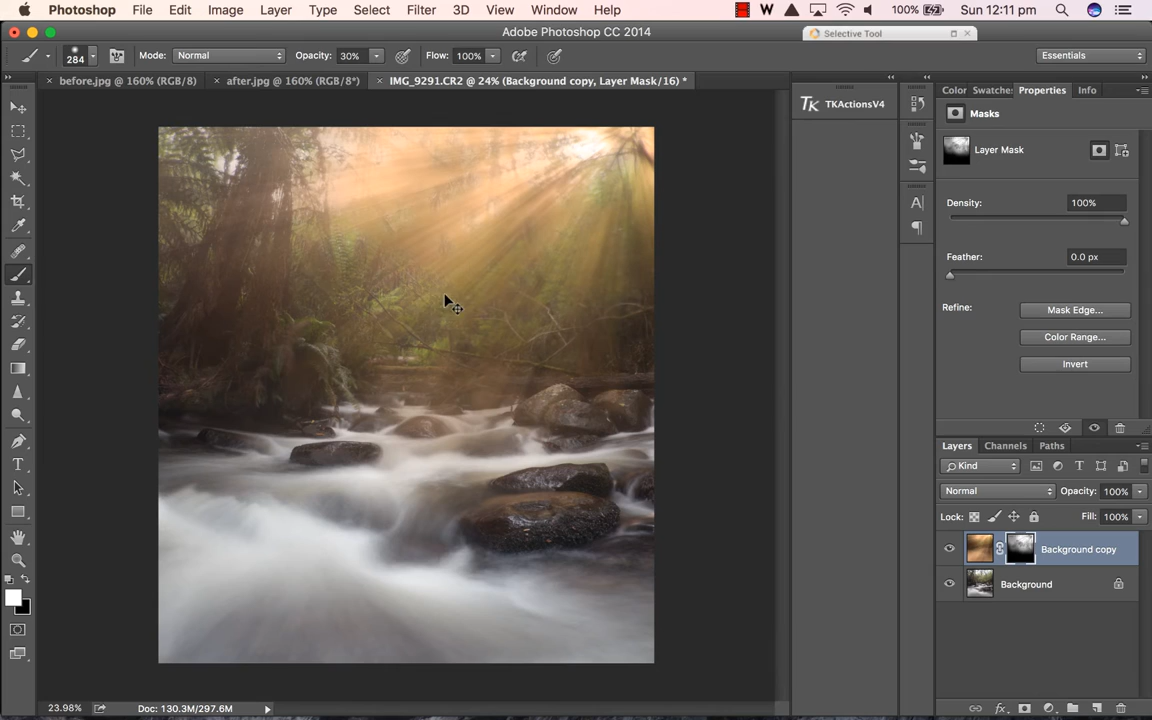 Photoshop File Edit Image Layer Type Select Filter 3D View Window Help W 100% Sun 12:11 pm
Photoshop CC 2014 Selective Tool
284 Mode: Normal Opacity: 30% Flow: 100% Essentials
before.jpg @ 160% (RGB/8) after.jpg @ 160% (RGB/8*) IMG_9291.CR2 @ 24% (Background copy, Layer Mask/16) *
Color Swatche Properties Info
TK TKActionsV4
Masks
Layer Mask
Density: 100%
A
Feather: 0.0 px
Refine: Mask Edge...
Color Range...
Invert
Layers Channels Paths
Kind
Normal Opacity: 100%
Lock: Fill: 100%
Background copy
Background
fx
23.98% Doc: 130.3M/297.6M